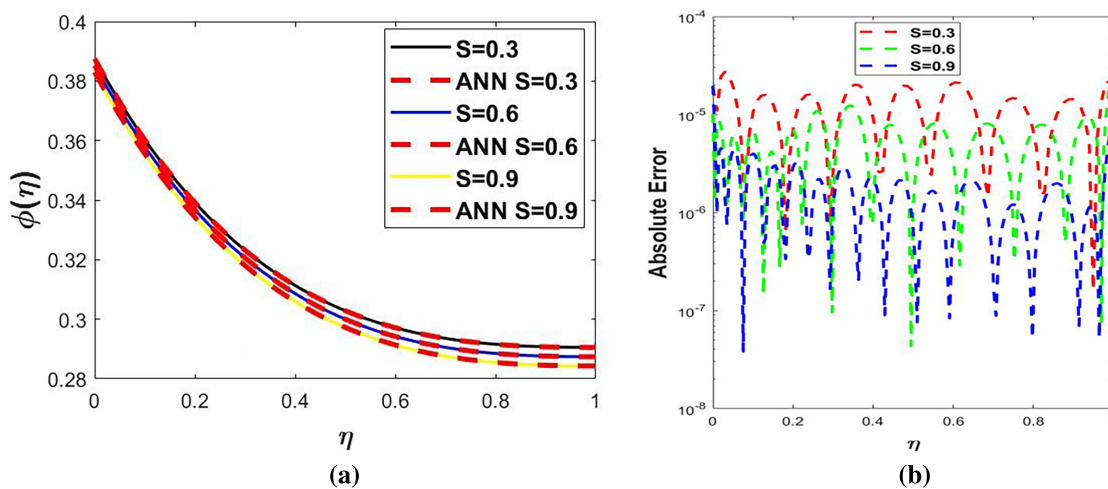 0.4
0.38
0.36
0.34
0.32
0.3
0.28
0
0.2
0.4
0.6
0.8
1
ϕ(η)
η
S=0.3
ANN S=0.3
S=0.6
ANN S=0.6
S=0.9
ANN S=0.9
(a)
10⁻⁴
10⁻⁵
10⁻⁶
10⁻⁷
10⁻⁸
0
0.2
0.4
0.6
0.8
Absolute Error
η
S=0.3
S=0.6
S=0.9
(b)